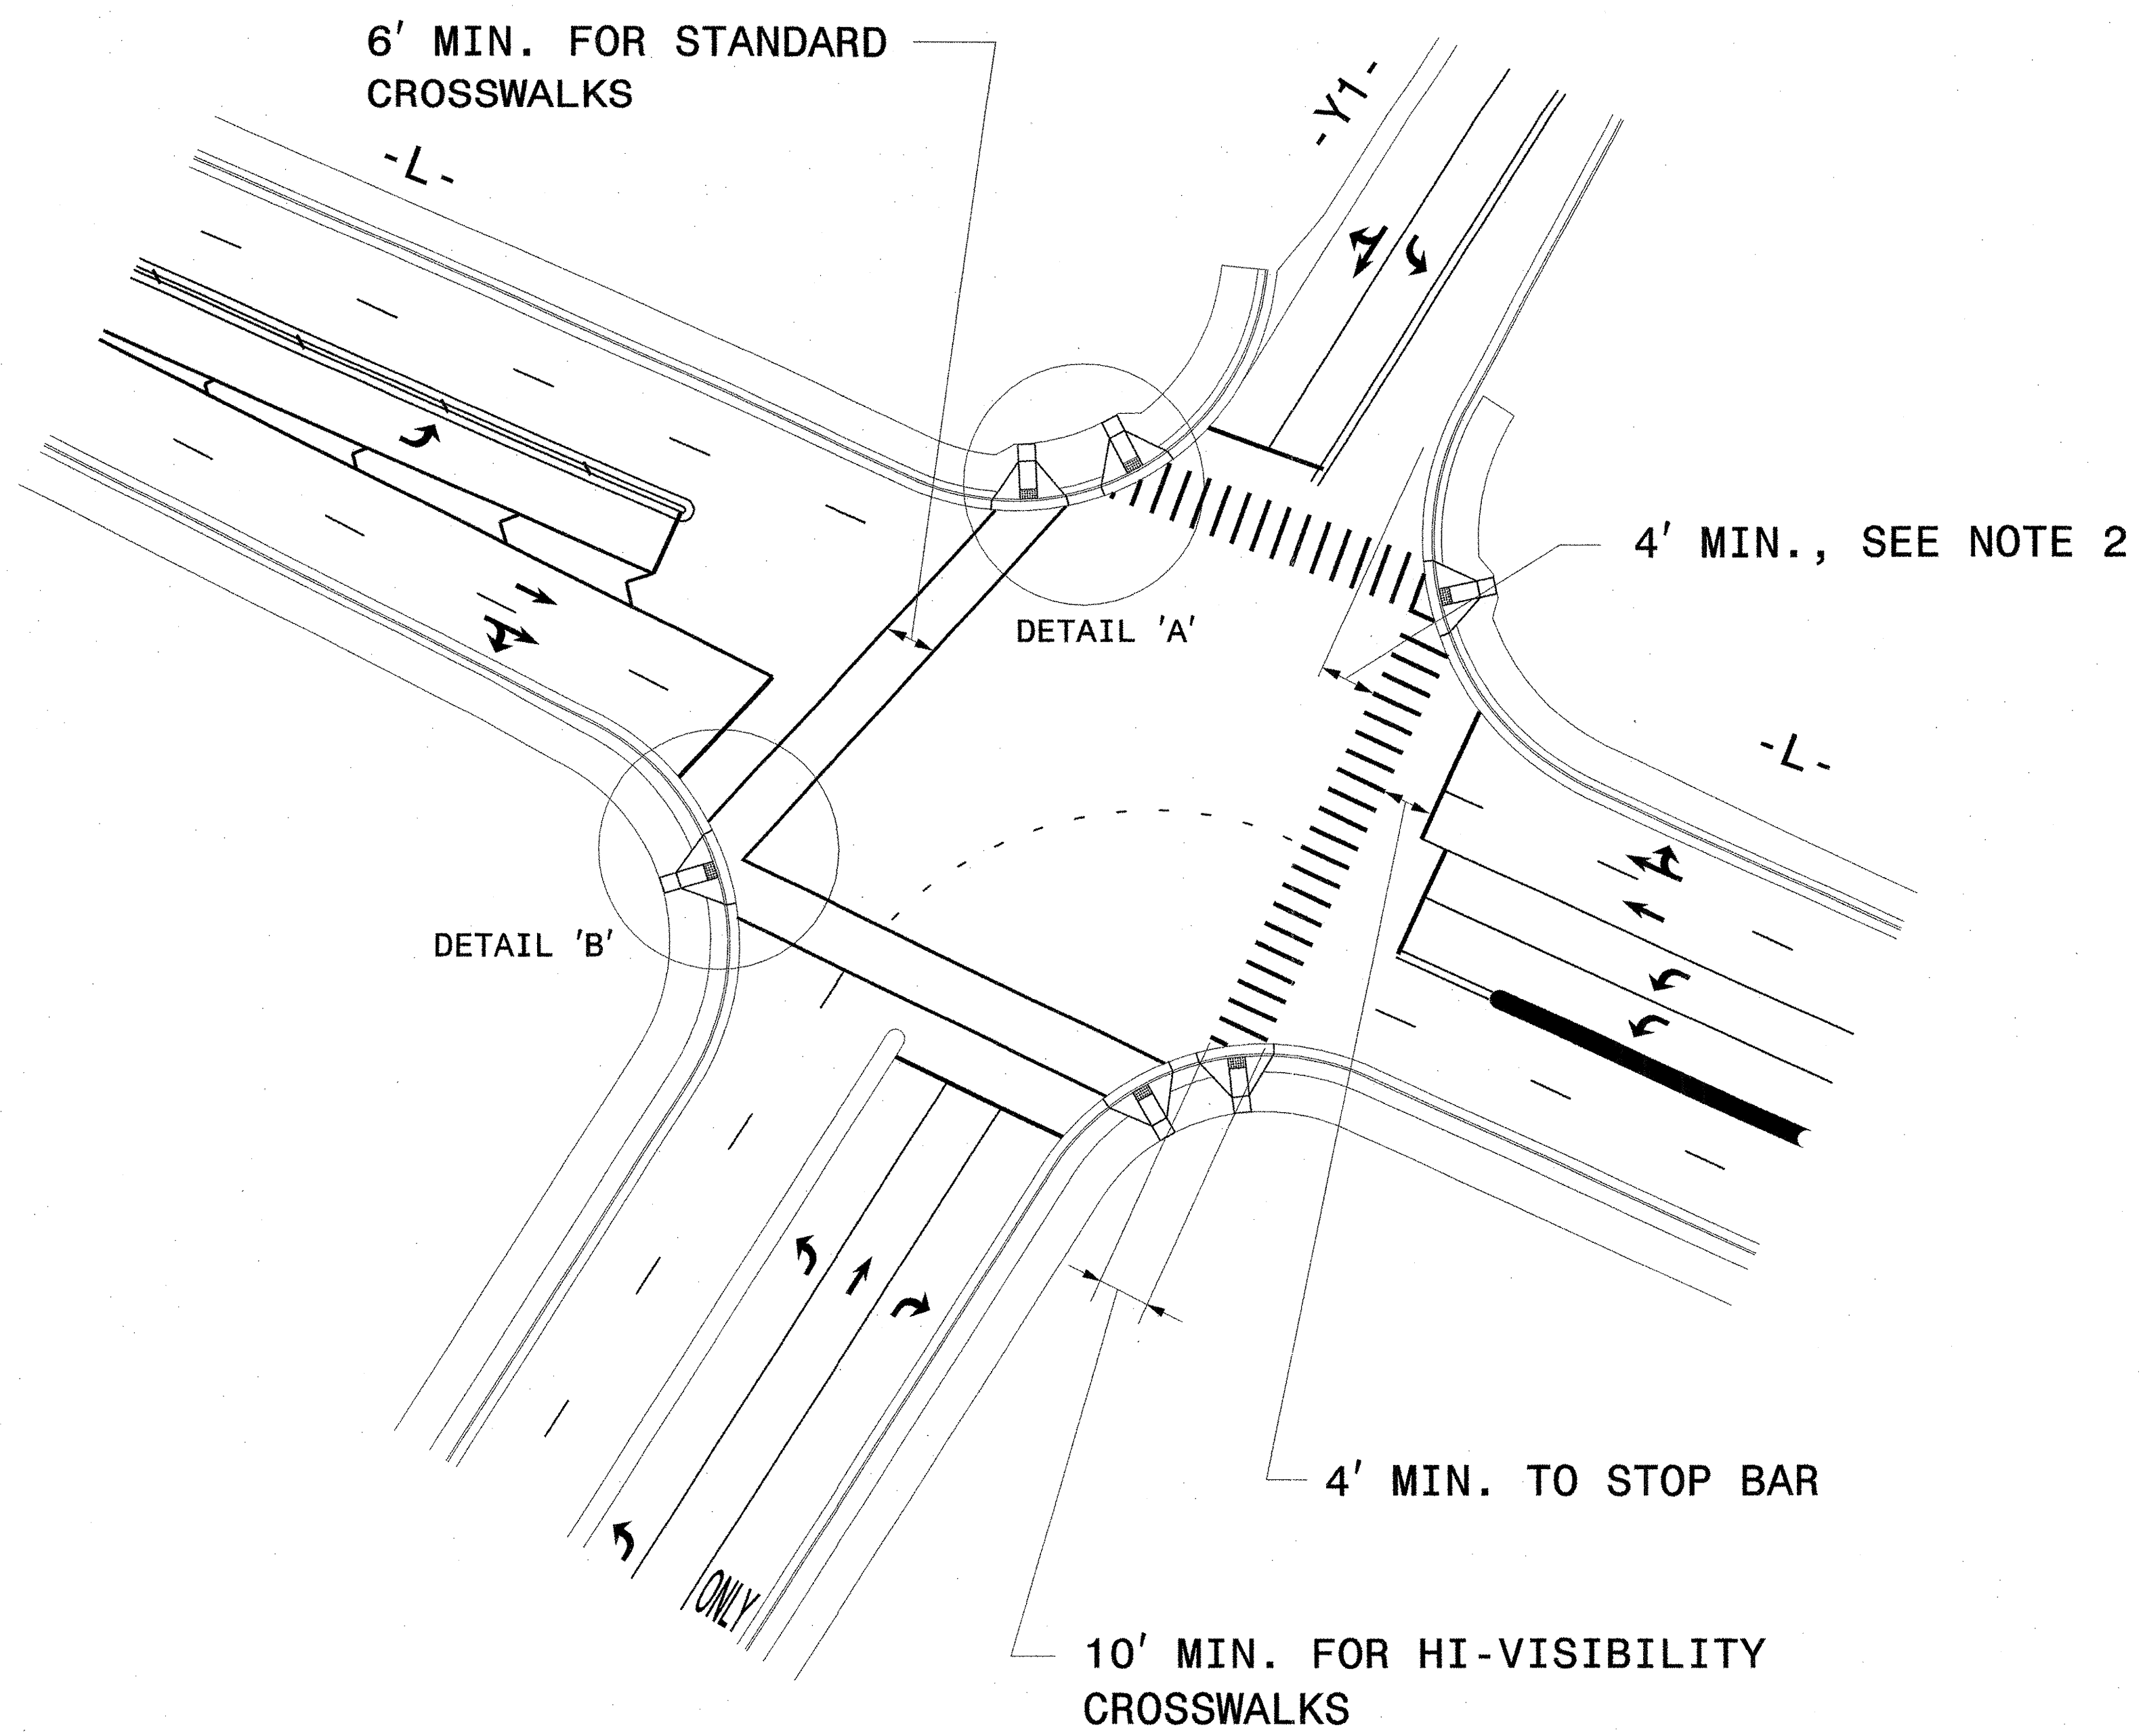 6' MIN. FOR STANDARD
CROSSWALKS
-Y1-
-L-
4' MIN., SEE NOTE 2
DETAIL 'A'
-L-
DETAIL 'B'
4' MIN. TO STOP BAR
ONLY
10' MIN. FOR HI-VISIBILITY
CROSSWALKS